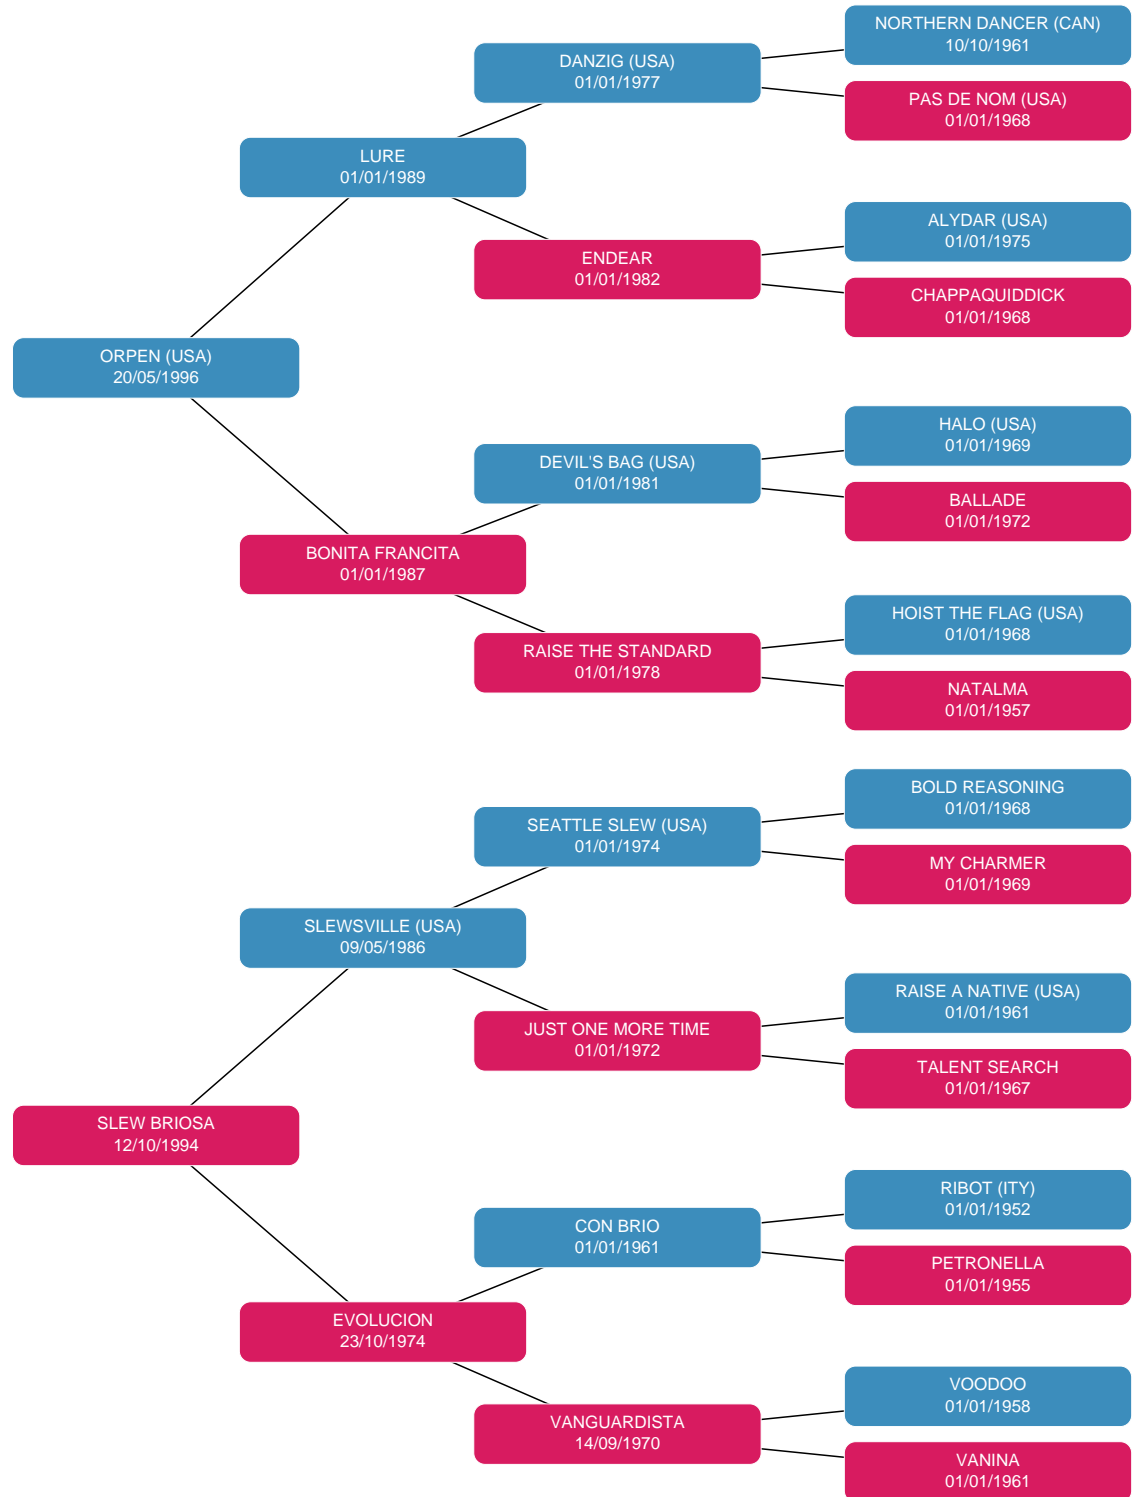 NORTHERN DANCER (CAN)
10/10/1961
DANZIG (USA)
01/01/1977
PAS DE NOM (USA)
01/01/1968
LURE
01/01/1989
ALYDAR (USA)
01/01/1975
ENDEAR
01/01/1982
CHAPPAQUIDDICK
01/01/1968
ORPEN (USA)
20/05/1996
HALO (USA)
01/01/1969
DEVIL'S BAG (USA)
01/01/1981
BALLADE
01/01/1972
BONITA FRANCITA
01/01/1987
HOIST THE FLAG (USA)
01/01/1968
RAISE THE STANDARD
01/01/1978
NATALMA
01/01/1957
BOLD REASONING
01/01/1968
SEATTLE SLEW (USA)
01/01/1974
MY CHARMER
01/01/1969
SLEWSVILLE (USA)
09/05/1986
RAISE A NATIVE (USA)
01/01/1961
JUST ONE MORE TIME
01/01/1972
TALENT SEARCH
01/01/1967
SLEW BRIOSA
12/10/1994
RIBOT (ITY)
01/01/1952
CON BRIO
01/01/1961
PETRONELLA
01/01/1955
EVOLUCION
23/10/1974
VOODOO
01/01/1958
VANGUARDISTA
14/09/1970
VANINA
01/01/1961